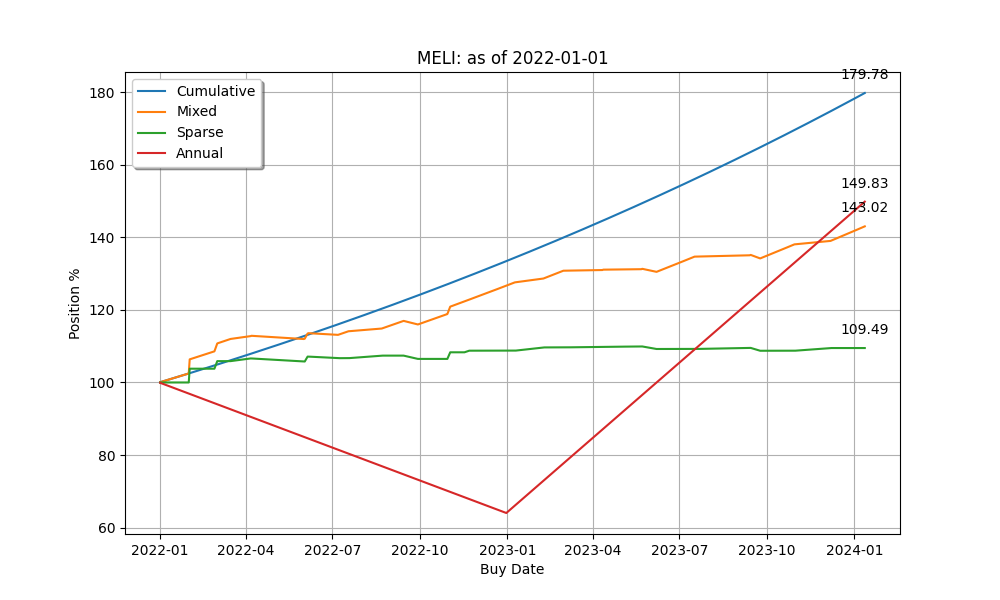 MELI: as of 2022-01-01
179.78
180
Cumulative
Mixed
Sparse
Annual
160
149.83
143.02
140
120
109.49
100
80
60
Position %
2022-01 2022-04 2022-07 2022-10 2023-01 2023-04 2023-07 2023-10 2024-01
Buy Date